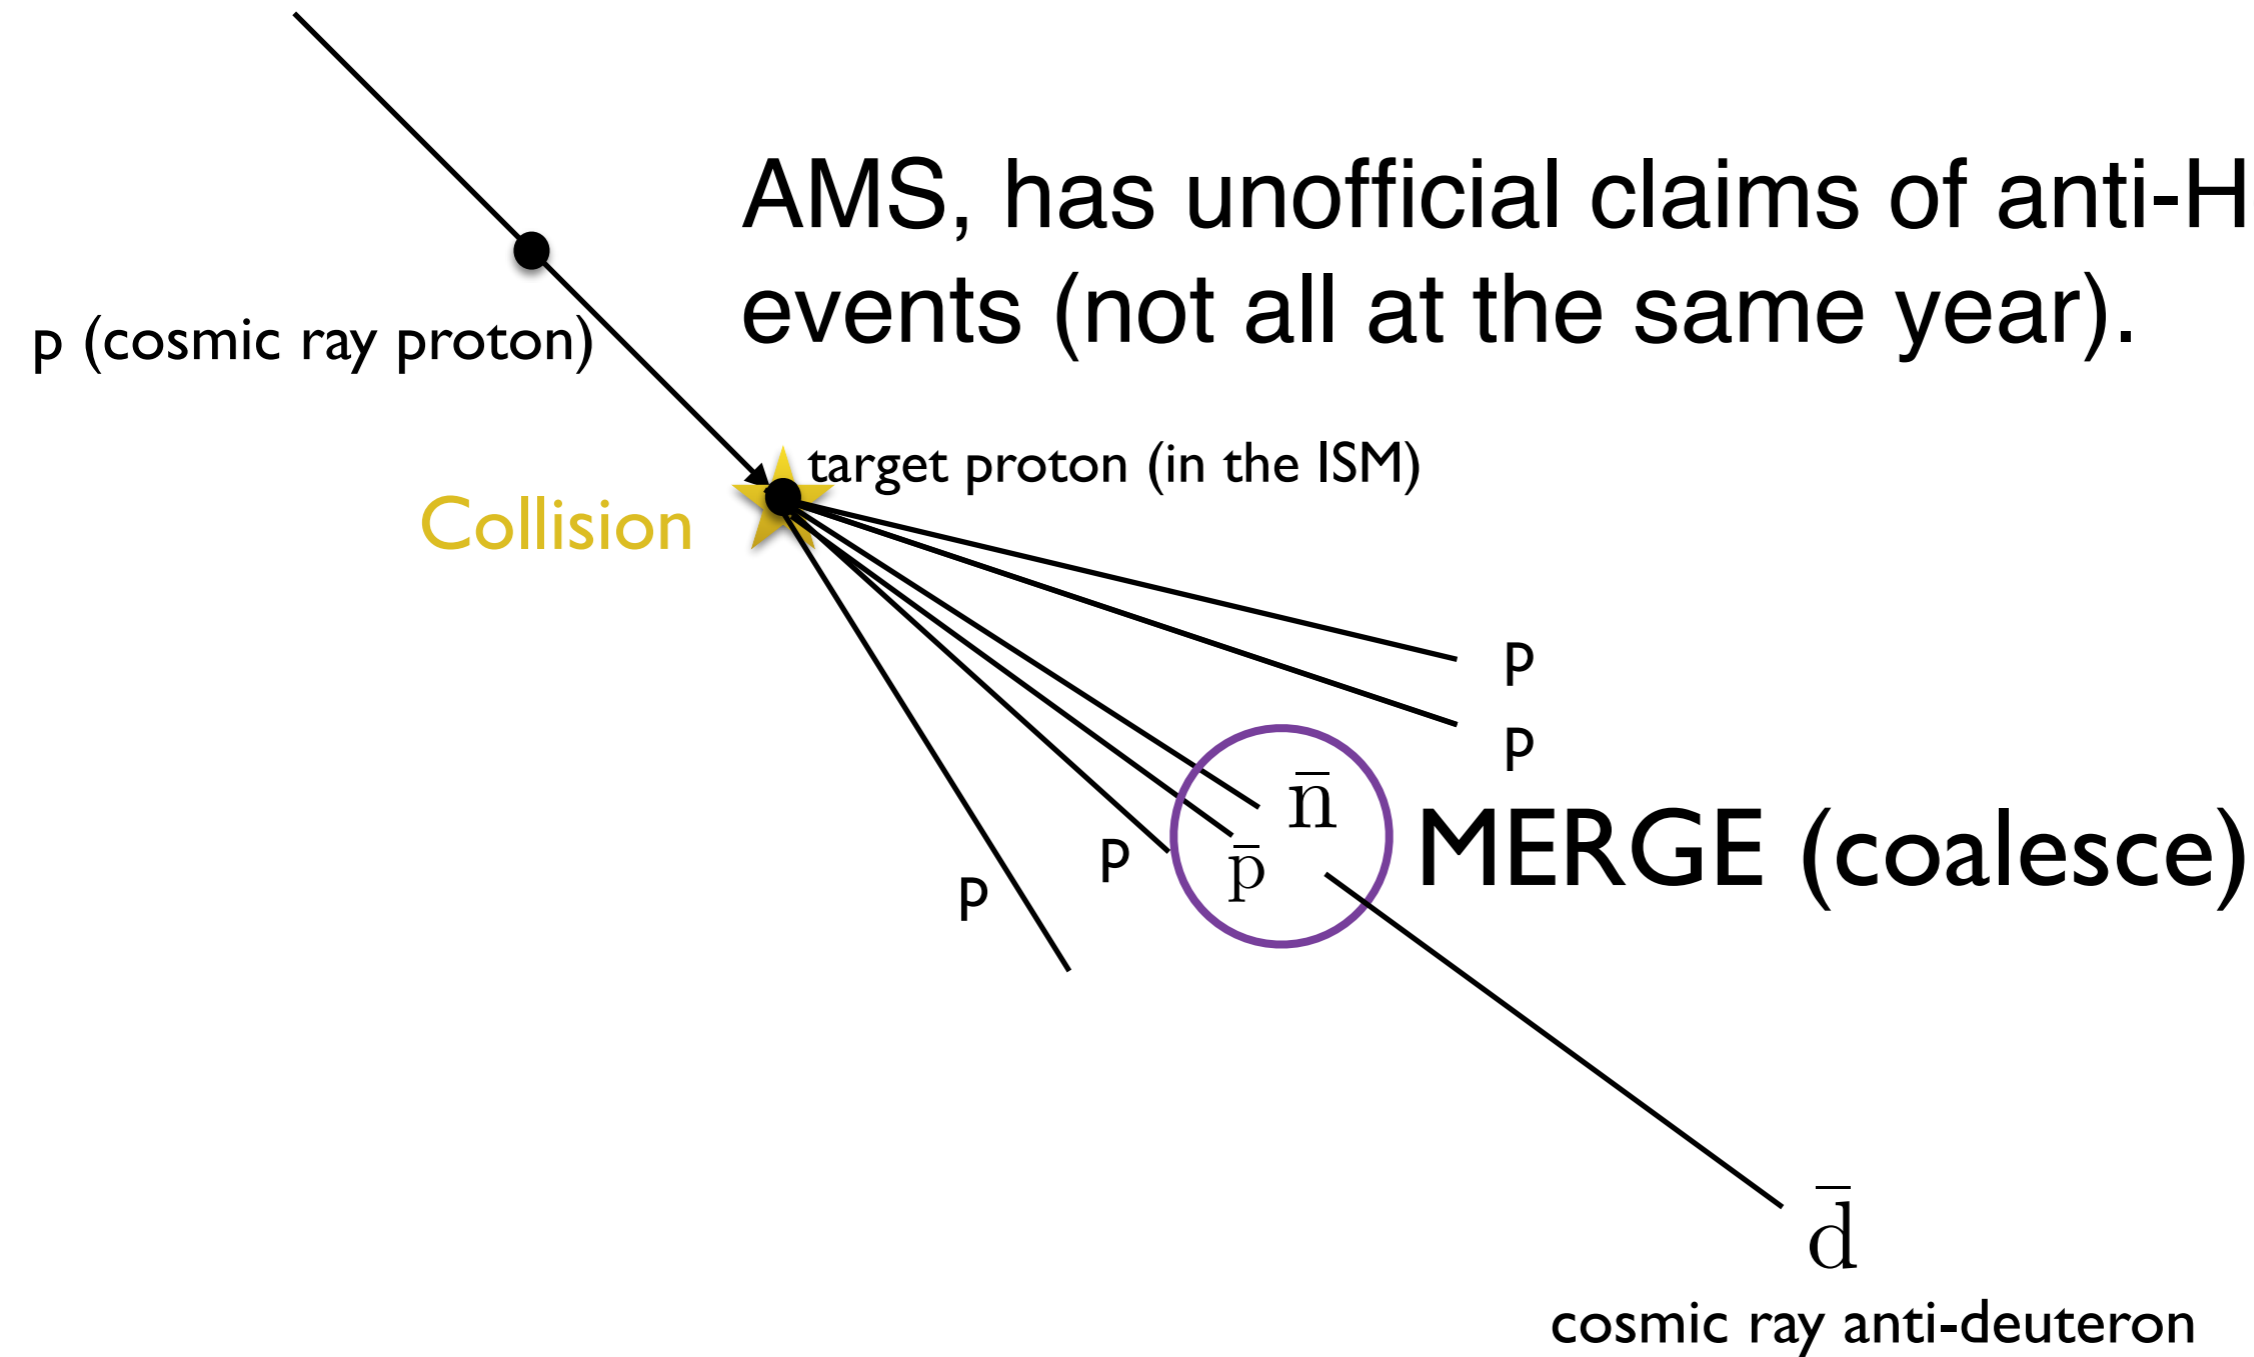 AMS, has unofficial claims of anti-H
events (not all at the same year).
p (cosmic ray proton)
target proton (in the ISM)
Collision
p
p
n̄
MERGE (coalesce)
p̄
p
p
d̄
cosmic ray anti-deuteron